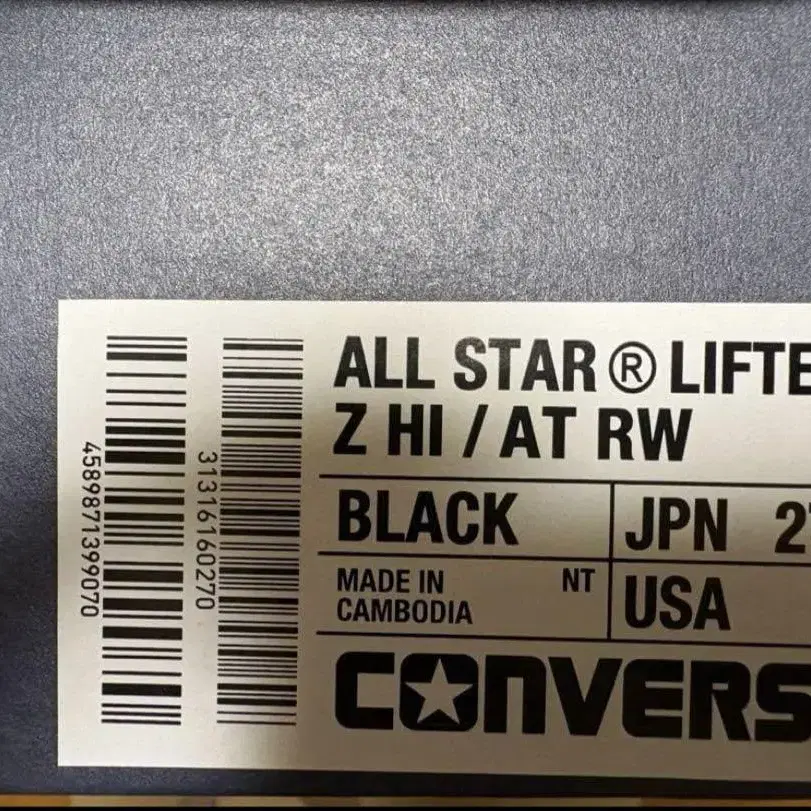 ALL STAR ® LIFTE
Z HI / AT RW
BLACK
JPN 2
MADE IN
CAMBODIA
NT
USA
CONVERS
4589871399070
31316160270